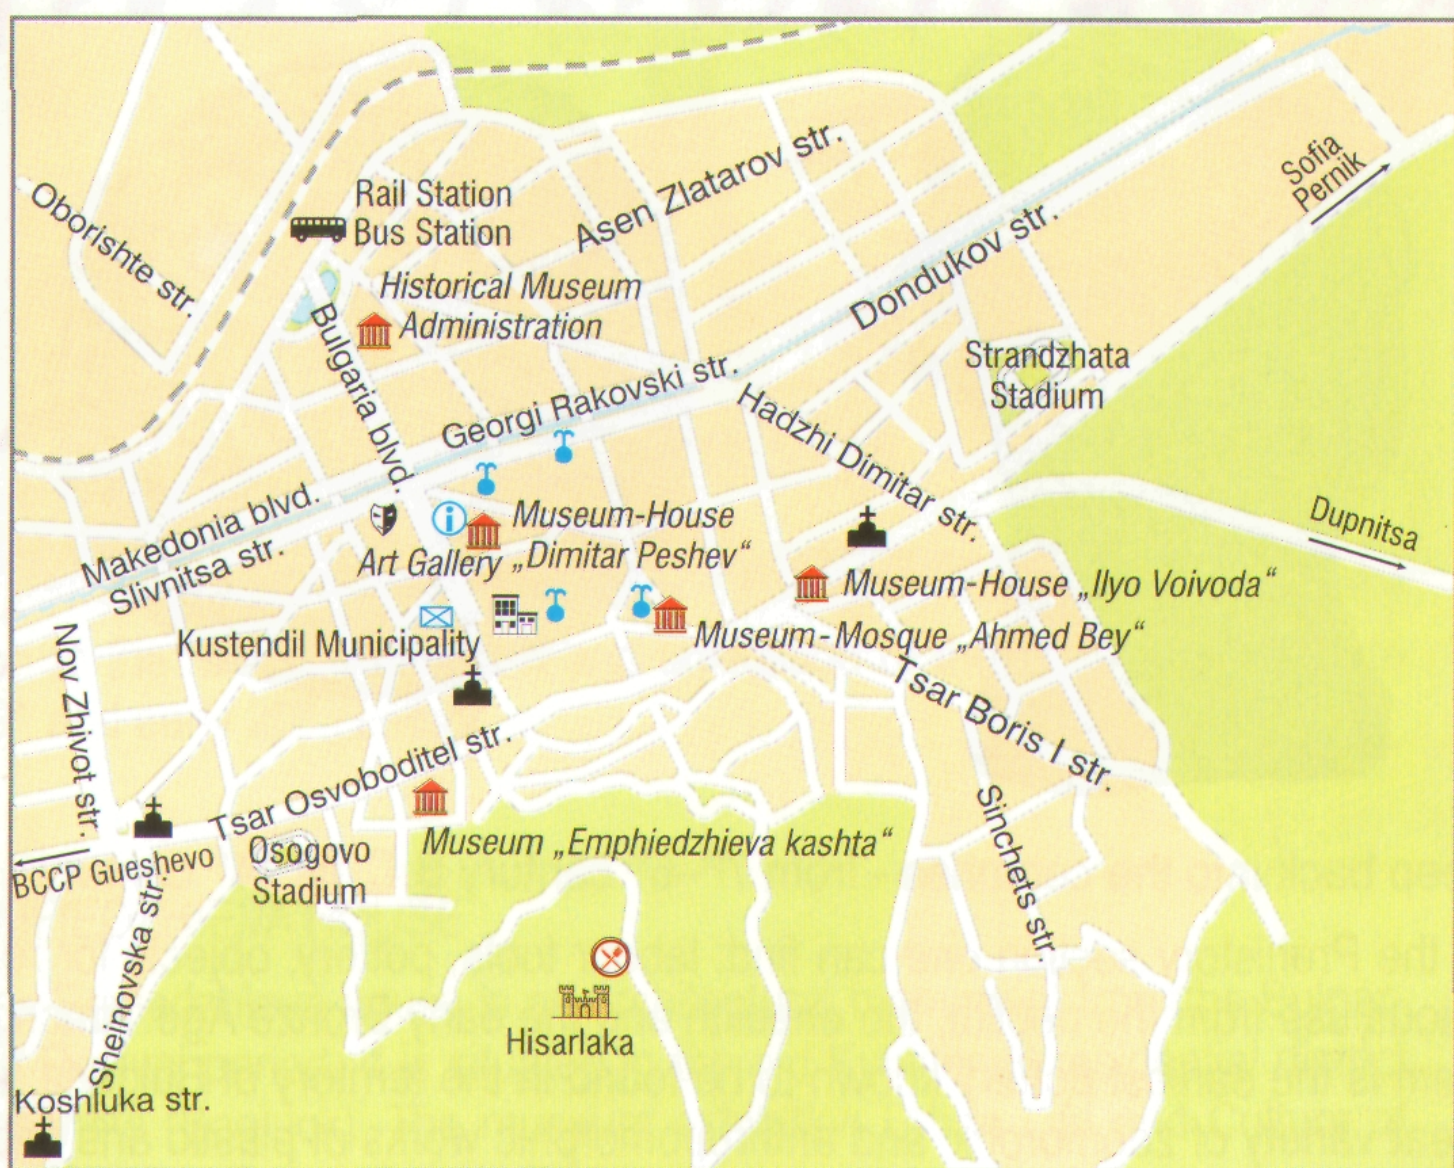 Oborishte str.
Rail Station
Bus Station
Asen Zlatarov str.
Sofia
Pernik
Historical Museum
Administration
Bulgaria blvd.
Dondukov str.
Georgi Rakovski str.
Strandzhata
Stadium
Hadzhi Dimitar str.
Makedonia blvd.
Slivnitsa str.
Museum-House
„Dimitar Peshev“
Art Gallery
Dupnitsa
Museum-House „Ilyo Voivoda“
Kustendil Municipality
Museum-Mosque „Ahmed Bey“
Nov Zhivot str.
Tsar Boris I str.
Tsar Osvoboditel str.
Sinchets str.
Museum „Emphiedzhieva kashta“
BCCP Gueshevo
Osogovo
Stadium
Sheinovska str.
Hisarlaka
Koshluka str.